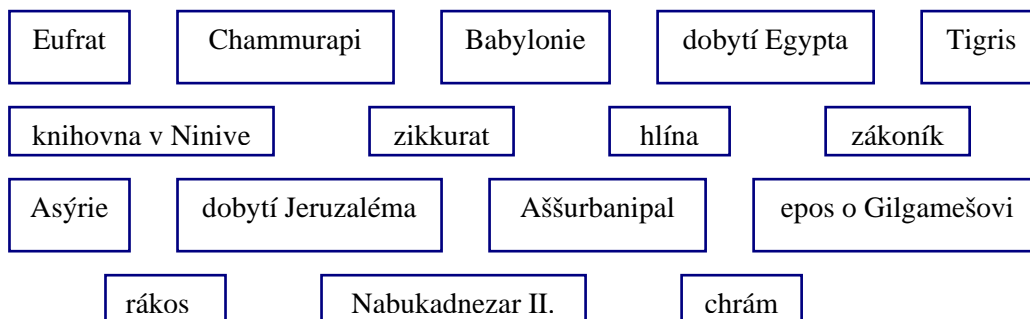 Eufrat Chammurapi Babylonie dobytí Egypta Tigris
knihovna v Ninive zikkurat hlína zákoník
Asýrie dobytí Jeruzaléma Aššurbanipal epos o Gilgamešovi
rákos Nabukadnezar II. chrám